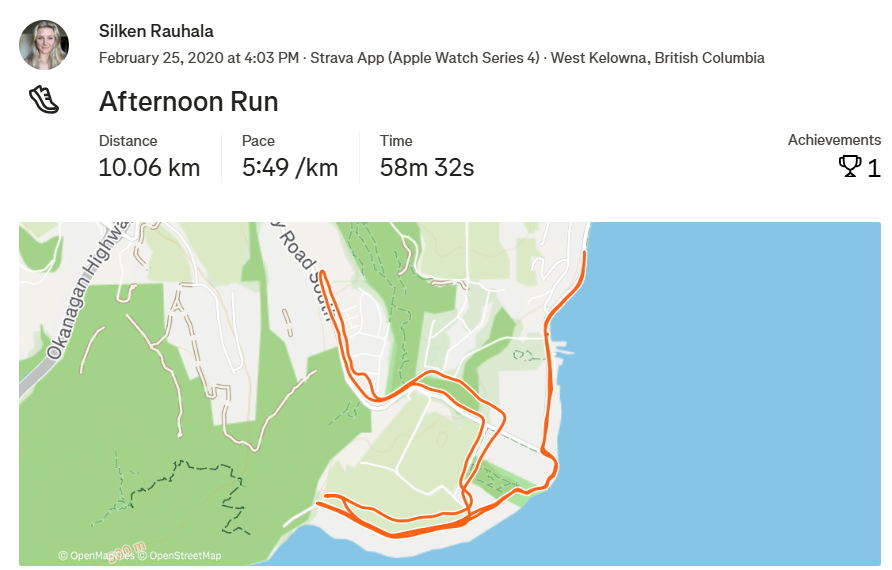 Silken Rauhala
February 25, 2020 at 4:03 PM · Strava App (Apple Watch Series 4) · West Kelowna, British Columbia
Afternoon Run
Distance
Pace
Time
Achievements
10.06 km
5:49 /km
58m 32s
1
Okanagan Highwa
y Road South
500 m
© OpenMapTiles © OpenStreetMap